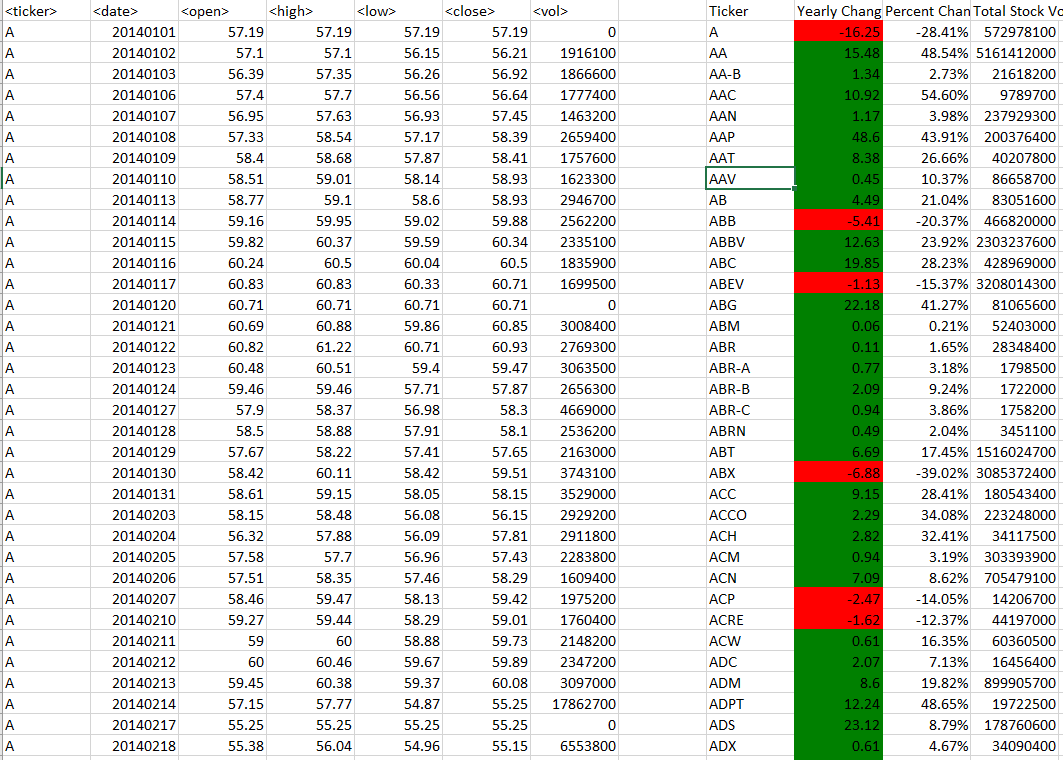 <ticker> <date> <open> <high> <low> <close> <vol> Ticker Yearly Chang Percent Chan Total Stock Vo
A 20140101 57.19 57.19 57.19 57.19 0 A -16.25 -28.41% 572978100
A 20140102 57.1 57.1 56.15 56.21 1916100 AA 15.48 48.54% 5161412000
A 20140103 56.39 57.35 56.26 56.92 1866600 AA-B 1.34 2.73% 21618200
A 20140106 57.4 57.7 56.56 56.64 1777400 AAC 10.92 54.60% 9789700
A 20140107 56.95 57.63 56.93 57.45 1463200 AAN 1.17 3.98% 237929300
A 20140108 57.33 58.54 57.17 58.39 2659400 AAP 48.6 43.91% 200376400
A 20140109 58.4 58.68 57.87 58.41 1757600 AAT 8.38 26.66% 40207800
A 20140110 58.51 59.01 58.14 58.93 1623300 AAV 0.45 10.37% 86658700
A 20140113 58.77 59.1 58.6 58.93 2946700 AB 4.49 21.04% 83051600
A 20140114 59.16 59.95 59.02 59.88 2562200 ABB -5.41 -20.37% 466820000
A 20140115 59.82 60.37 59.59 60.34 2335100 ABBV 12.63 23.92% 2303237600
A 20140116 60.24 60.5 60.04 60.5 1835900 ABC 19.85 28.23% 428969000
A 20140117 60.83 60.83 60.33 60.71 1699500 ABEV -1.13 -15.37% 3208014300
A 20140120 60.71 60.71 60.71 60.71 0 ABG 22.18 41.27% 81065600
A 20140121 60.69 60.88 59.86 60.85 3008400 ABM 0.06 0.21% 52403000
A 20140122 60.82 61.22 60.71 60.93 2769300 ABR 0.11 1.65% 28348400
A 20140123 60.48 60.51 59.4 59.47 3063500 ABR-A 0.77 3.18% 1798500
A 20140124 59.46 59.46 57.71 57.87 2656300 ABR-B 2.09 9.24% 1722000
A 20140127 57.9 58.37 56.98 58.3 4669000 ABR-C 0.94 3.86% 1758200
A 20140128 58.5 58.88 57.91 58.1 2536200 ABRN 0.49 2.04% 3451100
A 20140129 57.67 58.22 57.41 57.65 2163000 ABT 6.69 17.45% 1516024700
A 20140130 58.42 60.11 58.42 59.51 3743100 ABX -6.88 -39.02% 3085372400
A 20140131 58.61 59.15 58.05 58.15 3529000 ACC 9.15 28.41% 180543400
A 20140203 58.15 58.48 56.08 56.15 2929200 ACCO 2.29 34.08% 223248000
A 20140204 56.32 57.88 56.09 57.81 2911800 ACH 2.82 32.41% 34117500
A 20140205 57.58 57.7 56.96 57.43 2283800 ACM 0.94 3.19% 303393900
A 20140206 57.51 58.35 57.46 58.29 1609400 ACN 7.09 8.62% 705479100
A 20140207 58.46 59.47 58.13 59.42 1975200 ACP -2.47 -14.05% 14206700
A 20140210 59.27 59.44 58.29 59.01 1760400 ACRE -1.62 -12.37% 44197000
A 20140211 59 60 58.88 59.73 2148200 ACW 0.61 16.35% 60360500
A 20140212 60 60.46 59.67 59.89 2347200 ADC 2.07 7.13% 16456400
A 20140213 59.45 60.38 59.37 60.08 3097000 ADM 8.6 19.82% 899905700
A 20140214 57.15 57.77 54.87 55.25 17862700 ADPT 12.24 48.65% 19722500
A 20140217 55.25 55.25 55.25 55.25 0 ADS 23.12 8.79% 178760600
A 20140218 55.38 56.04 54.96 55.15 6553800 ADX 0.61 4.67% 34090400